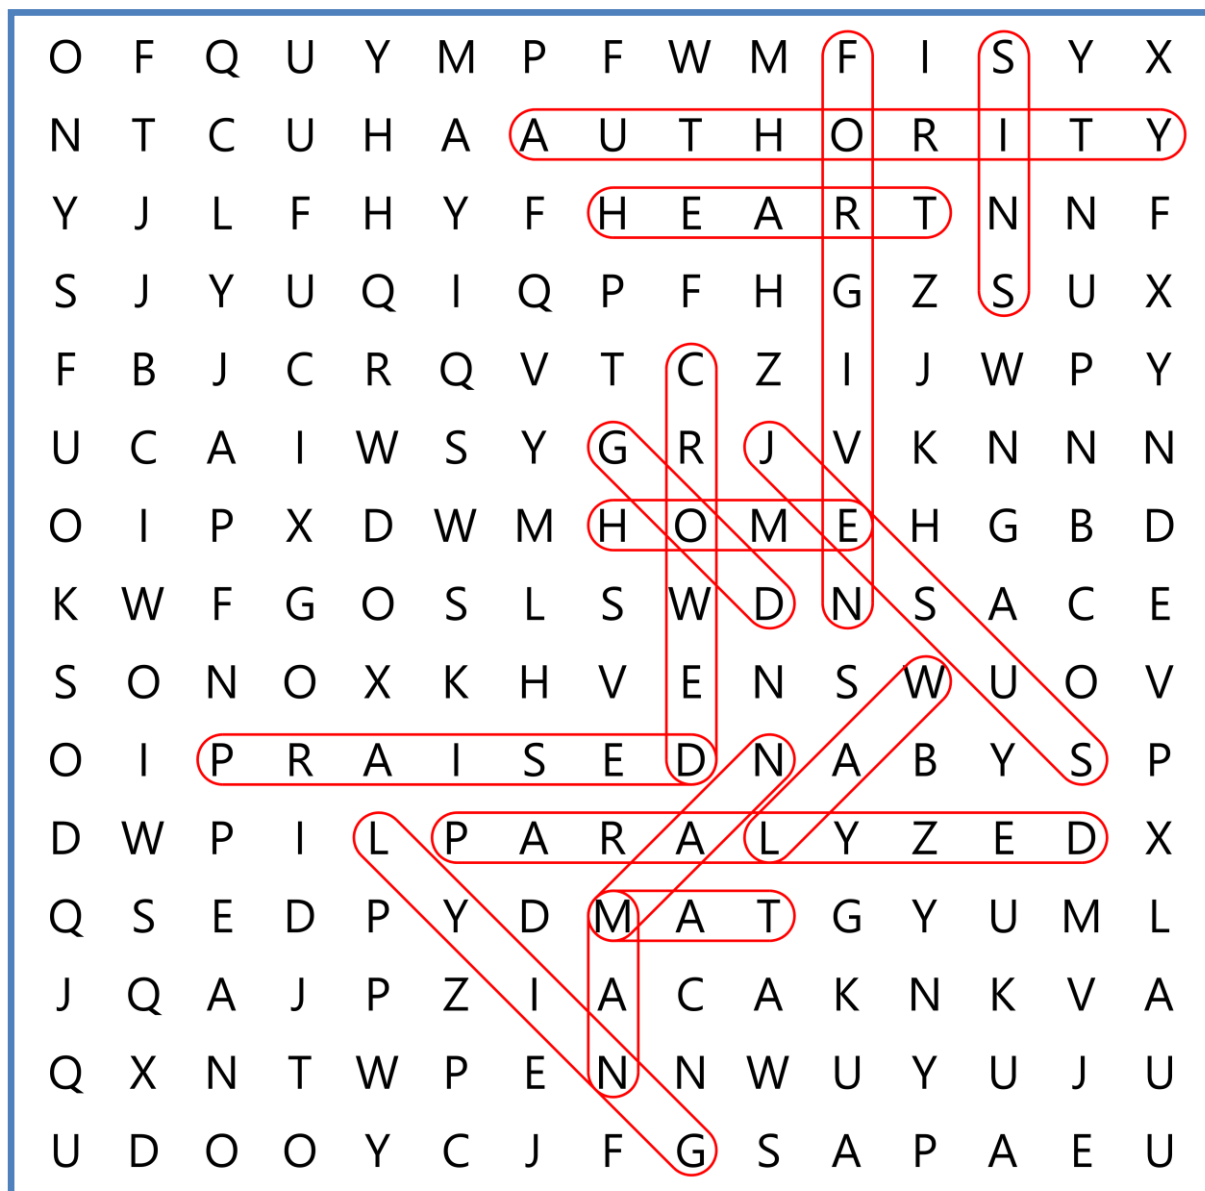 O F Q U Y M P F W M F I S Y X
N T C U H A A U T H O R I T Y
Y J L F H Y F H E A R T N N F
S J Y U Q I Q P F H G Z S U X
F B J C R Q V T C Z I J W P Y
U C A I W S Y G R J V K N N N
O I P X D W M H O M E H G B D
K W F G O S L S W D N S A C E
S O N O X K H V E N S W U O V
O I P R A I S E D N A B Y S P
D W P I L P A R A L Y Z E D X
Q S E D P Y D M A T G Y U M L
J Q A J P Z I A C A K N K V A
Q X N T W P E N N W U Y U J U
U D O O Y C J F G S A P A E U